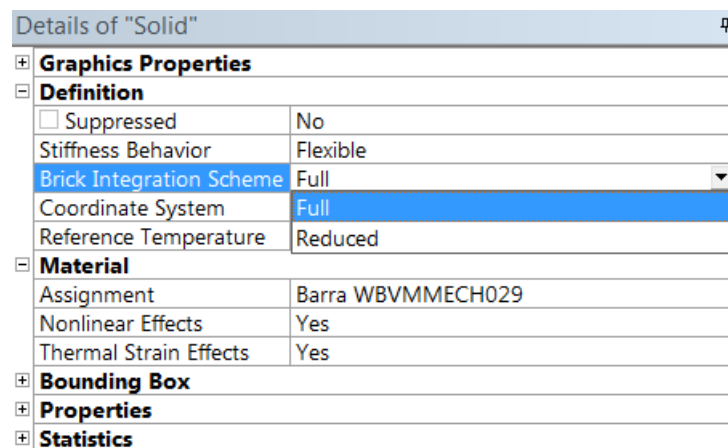 Details of "Solid"
Graphics Properties
Definition
Suppressed No
Stiffness Behavior Flexible
Brick Integration Scheme Full
Coordinate System Full
Reference Temperature Reduced
Material
Assignment Barra WBVMMECH029
Nonlinear Effects Yes
Thermal Strain Effects Yes
Bounding Box
Properties
Statistics